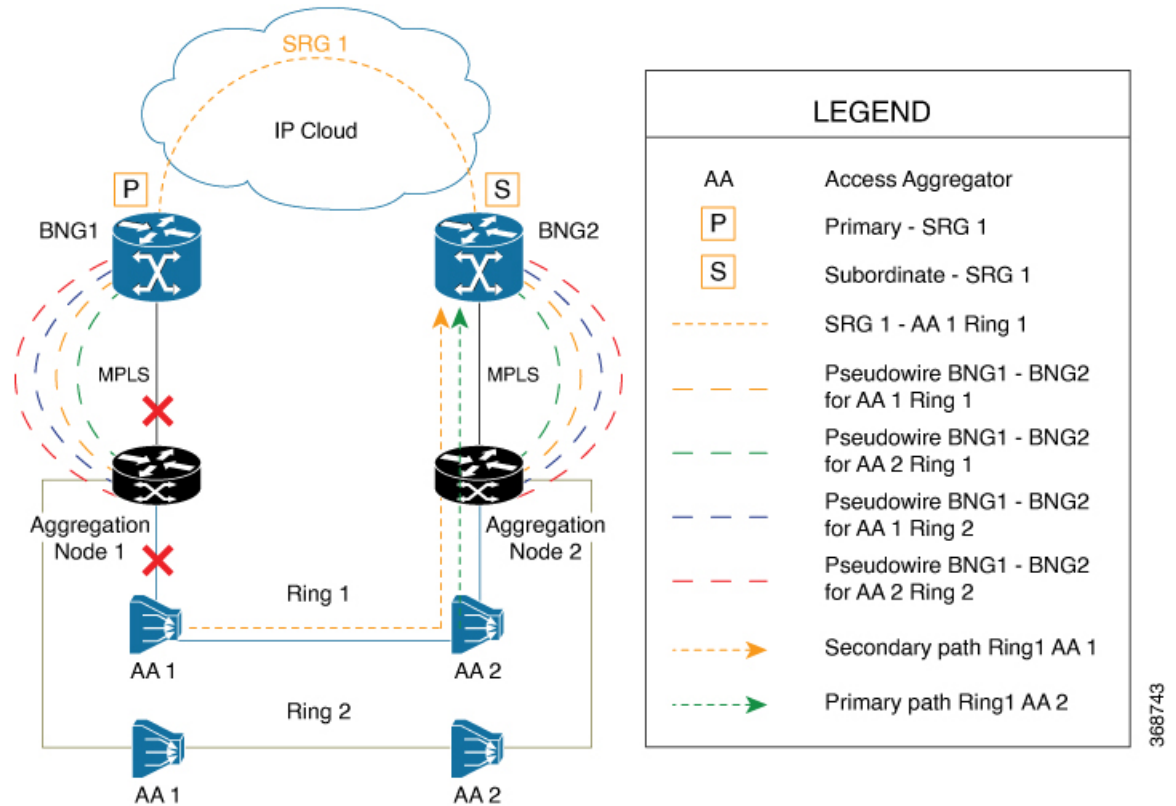 SRG 1
IP Cloud
P
S
BNG1
BNG2
MPLS
MPLS
Aggregation
Node 1
Aggregation
Node 2
Ring 1
AA 1
AA 2
Ring 2
AA 1
AA 2
LEGEND
AA Access Aggregator
P Primary - SRG 1
S Subordinate - SRG 1
SRG 1 - AA 1 Ring 1
Pseudowire BNG1 - BNG2
for AA 1 Ring 1
Pseudowire BNG1 - BNG2
for AA 2 Ring 1
Pseudowire BNG1 - BNG2
for AA 1 Ring 2
Pseudowire BNG1 - BNG2
for AA 2 Ring 2
Secondary path Ring1 AA 1
Primary path Ring1 AA 2
368743